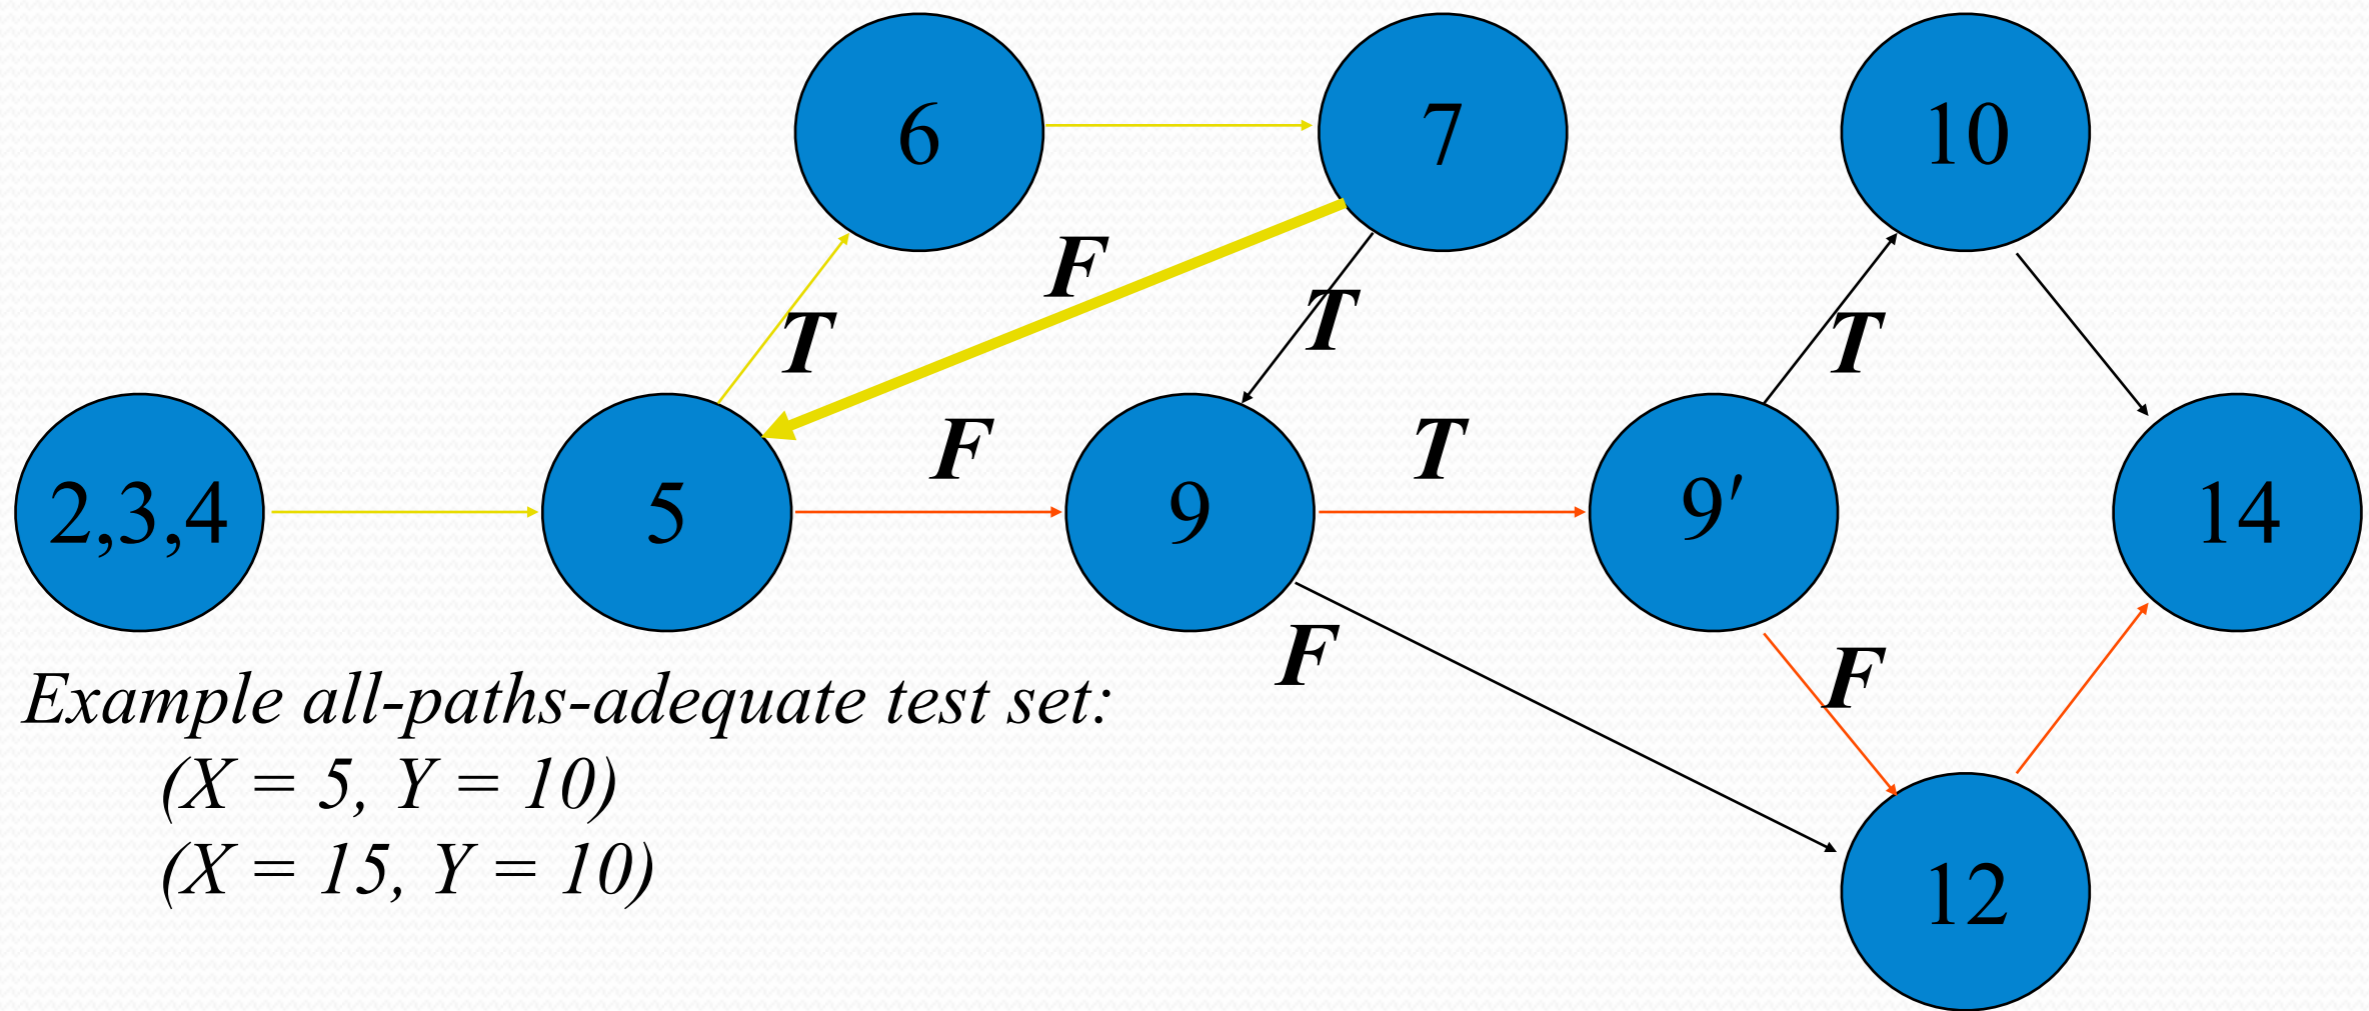 6
7
10
F
T
T
T
2,3,4
5
F
9
T
9′
14
F
F
Example all-paths-adequate test set:
(X = 5, Y = 10)
(X = 15, Y = 10)
12